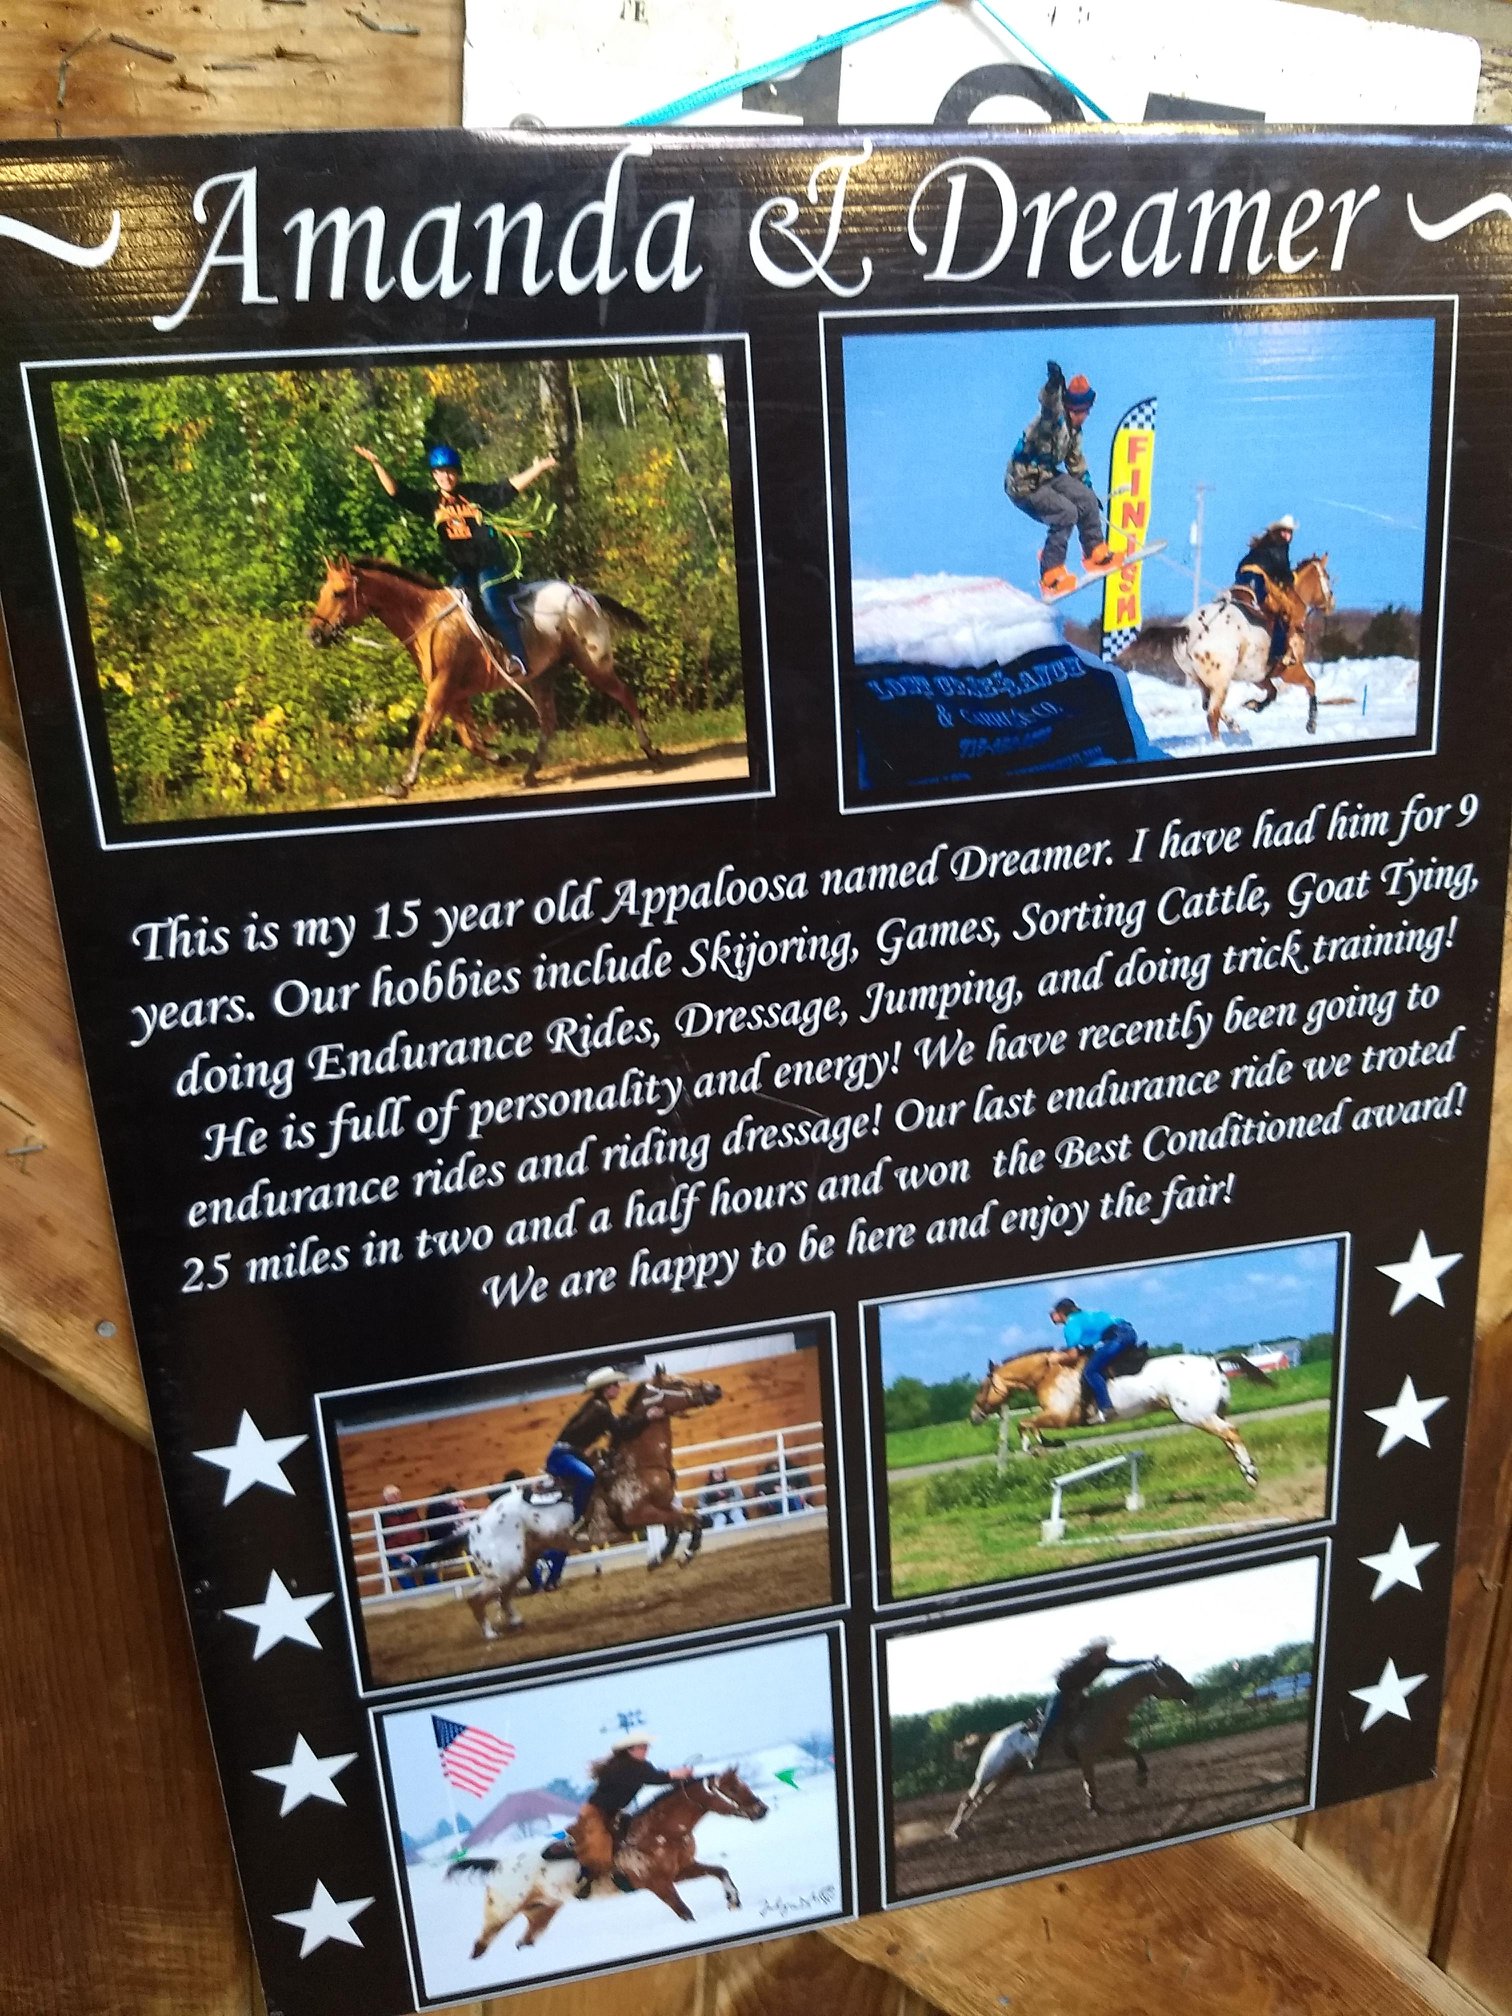 Amanda & Dreamer
FINISH
LOST CREEK RANCH
This is my 15 year old Appaloosa named Dreamer. I have had him for 9
years. Our hobbies include Skijoring, Games, Sorting Cattle, Goat Tying,
doing Endurance Rides, Dressage, Jumping, and doing trick training!
He is full of personality and energy! We have recently been going to
endurance rides and riding dressage! Our last endurance ride we troted
25 miles in two and a half hours and won the Best Conditioned award!
We are happy to be here and enjoy the fair!